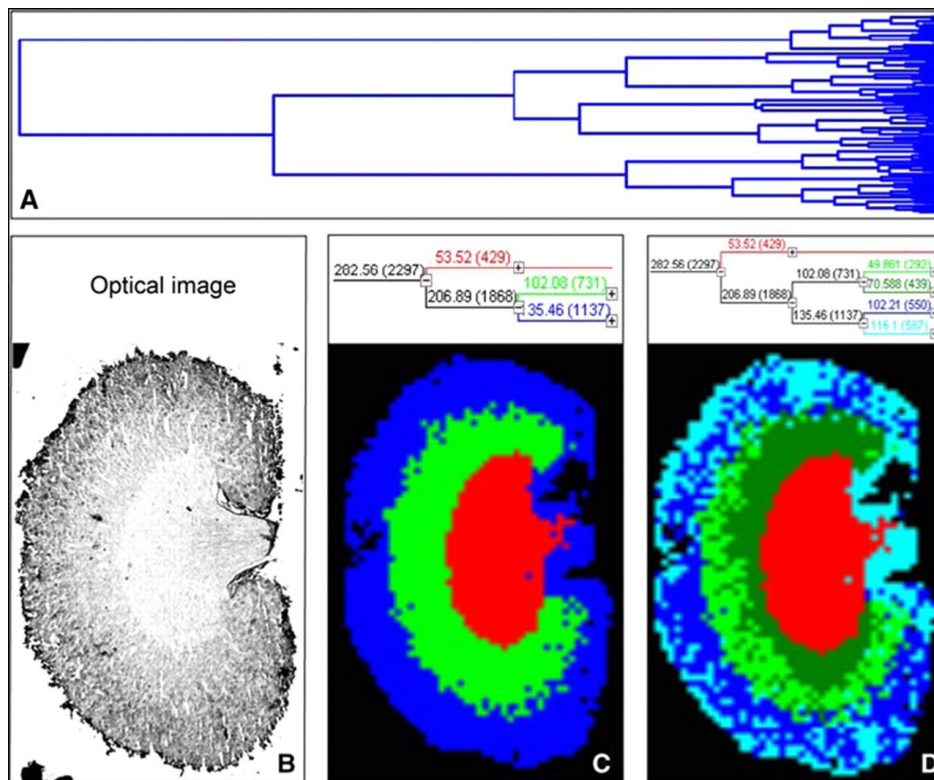 A
Optical image
B
53.52 (429)
282.56 (2297)
102.08 (731)
206.89 (1868)
135.46 (1137)
C
53.52 (429)
282.56 (2297)
49.861 (292)
102.08 (731)
70.588 (439)
206.89 (1868)
102.21 (550)
135.46 (1137)
116.1 (587)
D